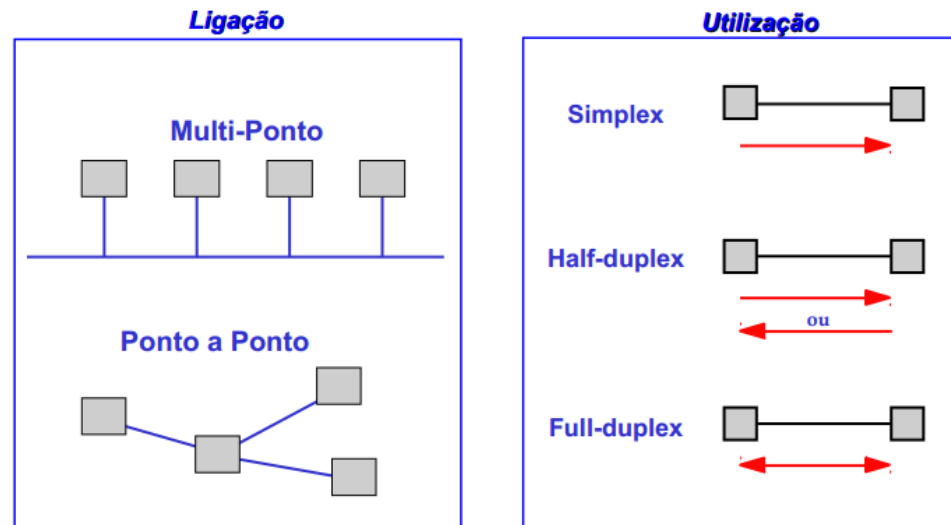 Ligação
Multi-Ponto
Ponto a Ponto
Utilização
Simplex
Half-duplex
ou
Full-duplex